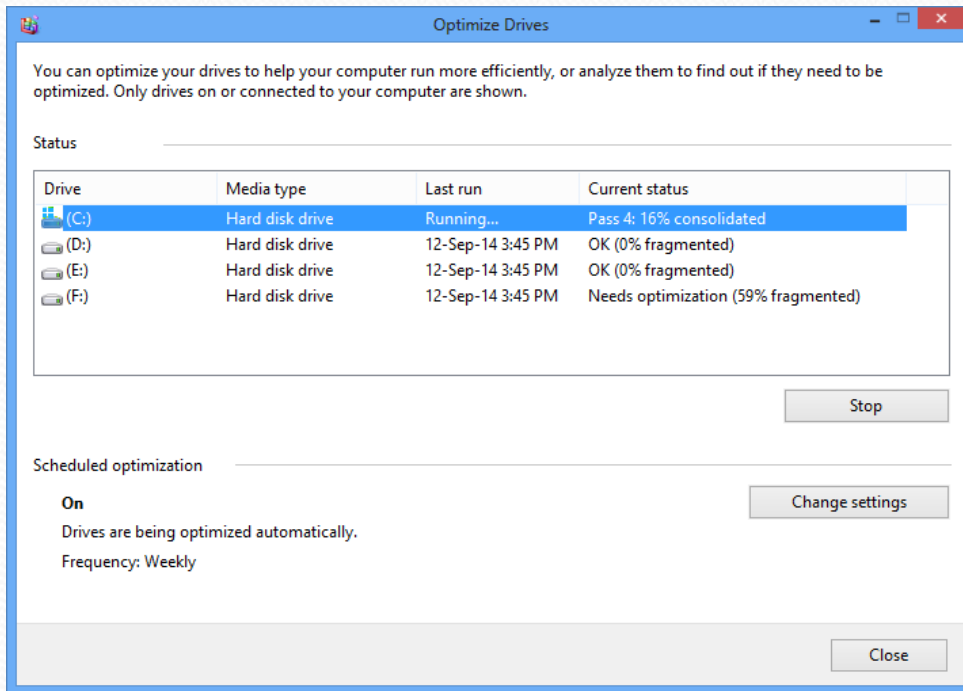 Optimize Drives
You can optimize your drives to help your computer run more efficiently, or analyze them to find out if they need to be
optimized. Only drives on or connected to your computer are shown.
Status
Drive Media type Last run Current status
(C:) Hard disk drive Running... Pass 4: 16% consolidated
(D:) Hard disk drive 12-Sep-14 3:45 PM OK (0% fragmented)
(E:) Hard disk drive 12-Sep-14 3:45 PM OK (0% fragmented)
(F:) Hard disk drive 12-Sep-14 3:45 PM Needs optimization (59% fragmented)
Stop
Scheduled optimization
On
Change settings
Drives are being optimized automatically.
Frequency: Weekly
Close